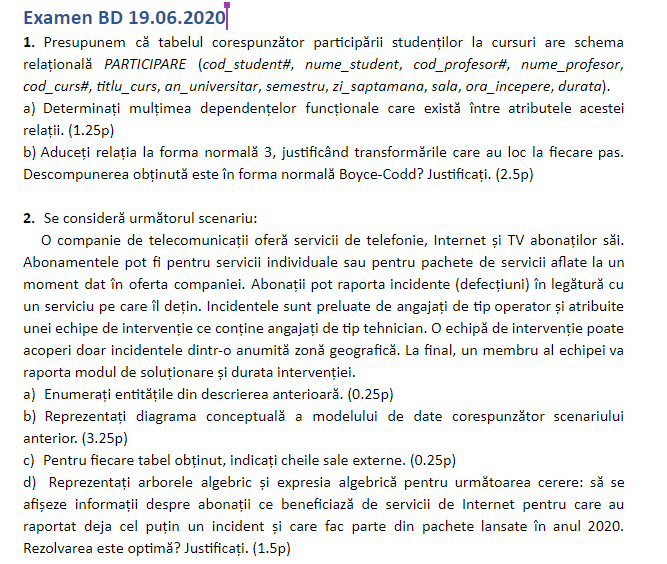 Examen BD 19.06.2020
1. Presupunem că tabelul corespunzător participării studenților la cursuri are schema
relațională PARTICIPARE (cod_student#, nume_student, cod_profesor#, nume_profesor,
cod_curs#, titlu_curs, an_universitar, semestru, zi_saptamana, sala, ora_incepere, durata).
a) Determinați mulțimea dependențelor funcționale care există între atributele acestei
relații. (1.25p)
b) Aduceți relația la forma normală 3, justificând transformările care au loc la fiecare pas.
Descompunerea obținută este în forma normală Boyce-Codd? Justificați. (2.5p)
2. Se consideră următorul scenariu:
O companie de telecomunicații oferă servicii de telefonie, Internet și TV abonaților săi.
Abonamentele pot fi pentru servicii individuale sau pentru pachete de servicii aflate la un
moment dat în oferta companiei. Abonații pot raporta incidente (defecțiuni) în legătură cu
un serviciu pe care îl dețin. Incidentele sunt preluate de angajați de tip operator și atribuite
unei echipe de intervenție ce conține angajați de tip tehnician. O echipă de intervenție poate
acoperi doar incidentele dintr-o anumită zonă geografică. La final, un membru al echipei va
raporta modul de soluționare și durata intervenției.
a) Enumerați entitățile din descrierea anterioară. (0.25p)
b) Reprezentați diagrama conceptuală a modelului de date corespunzător scenariului
anterior. (3.25p)
c) Pentru fiecare tabel obținut, indicați cheile sale externe. (0.25p)
d) Reprezentați arborele algebric și expresia algebrică pentru următoarea cerere: să se
afișeze informații despre abonații ce beneficiază de servicii de Internet pentru care au
raportat deja cel puțin un incident și care fac parte din pachete lansate în anul 2020.
Rezolvarea este optimă? Justificați. (1.5p)